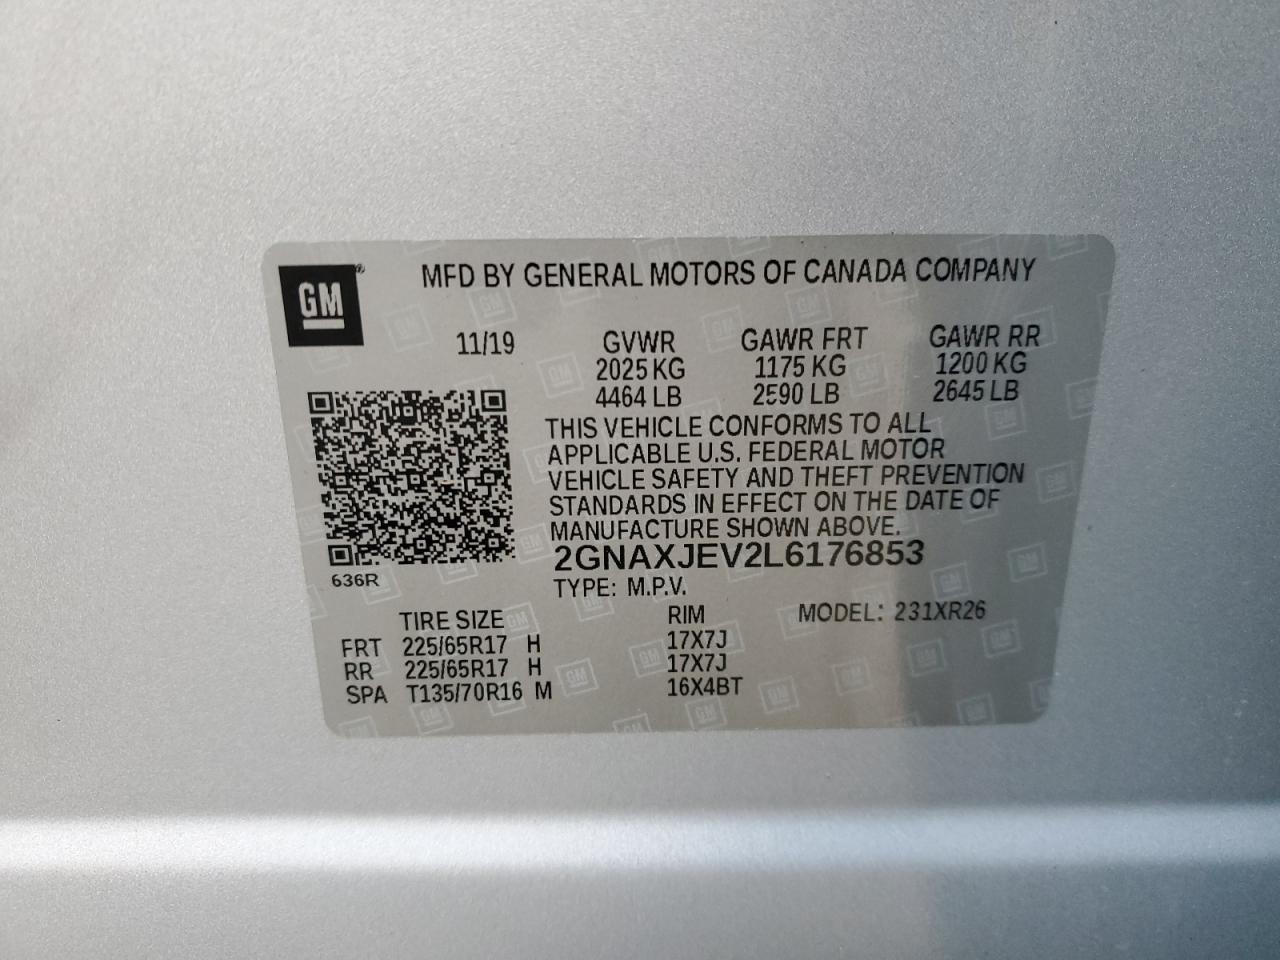 GM®
MFD BY GENERAL MOTORS OF CANADA COMPANY
11/19 GVWR GAWR FRT GAWR RR
2025 KG 1175 KG 1200 KG
4464 LB 2590 LB 2645 LB
THIS VEHICLE CONFORMS TO ALL
APPLICABLE U.S. FEDERAL MOTOR
VEHICLE SAFETY AND THEFT PREVENTION
STANDARDS IN EFFECT ON THE DATE OF
MANUFACTURE SHOWN ABOVE.
2GNAXJEV2L6176853
636R
TYPE: M.P.V.
TIRE SIZE RIM MODEL: 231XR26
FRT 225/65R17 H 17X7J
RR 225/65R17 H 17X7J
SPA T135/70R16 M 16X4BT